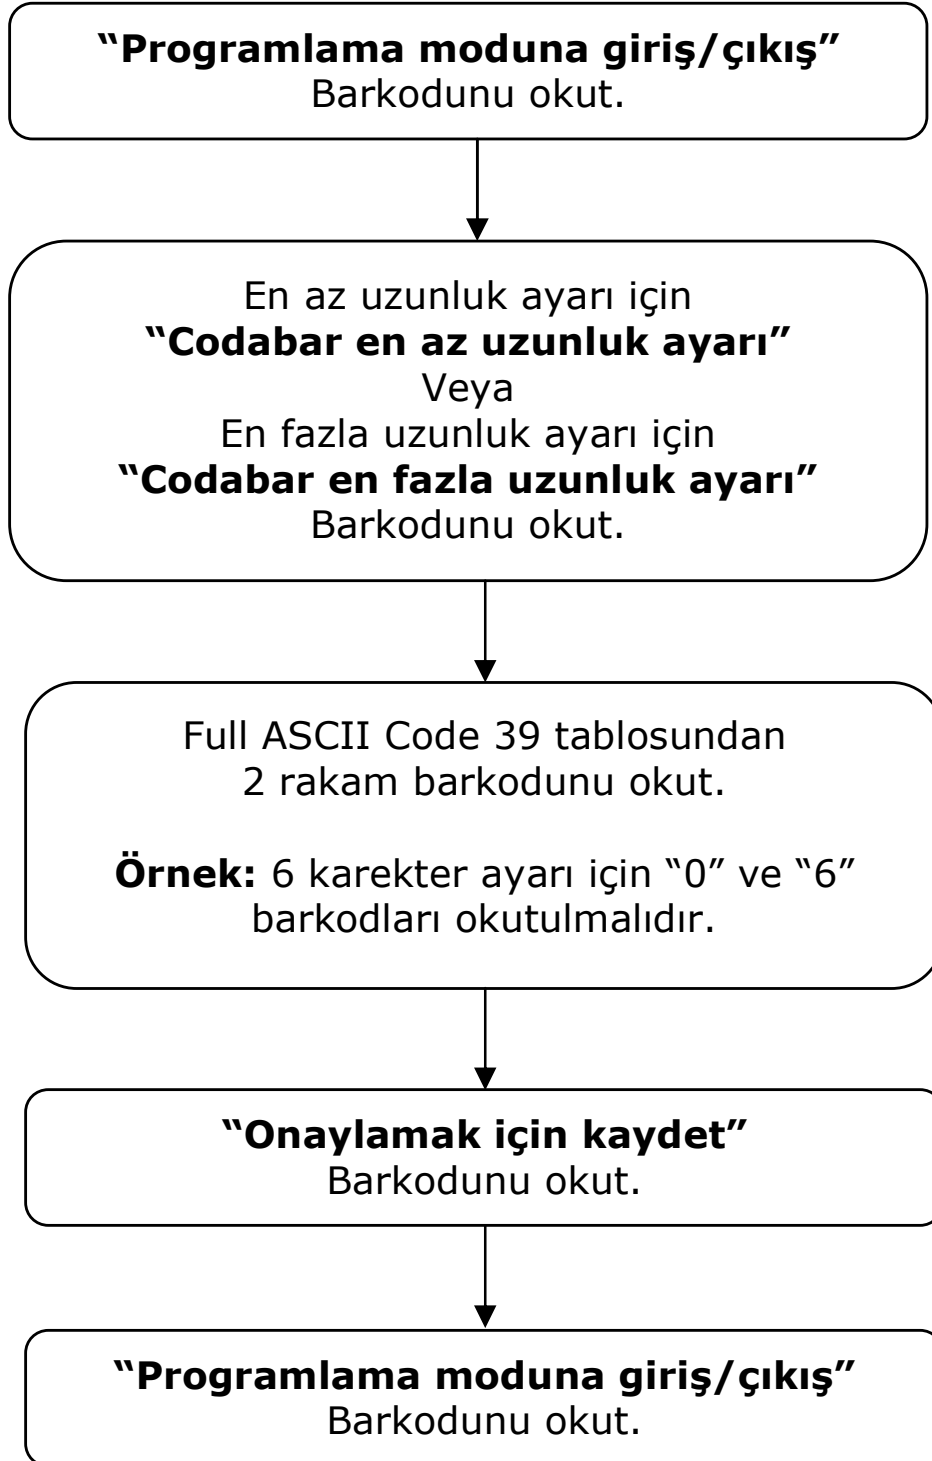 “Programlama moduna giriş/çıkış”
Barkodunu okut.
En az uzunluk ayarı için
“Codabar en az uzunluk ayarı”
Veya
En fazla uzunluk ayarı için
“Codabar en fazla uzunluk ayarı”
Barkodunu okut.
Full ASCII Code 39 tablosundan
2 rakam barkodunu okut.
Örnek: 6 karekter ayarı için “0” ve “6”
barkodları okutulmalıdır.
“Onaylamak için kaydet”
Barkodunu okut.
“Programlama moduna giriş/çıkış”
Barkodunu okut.